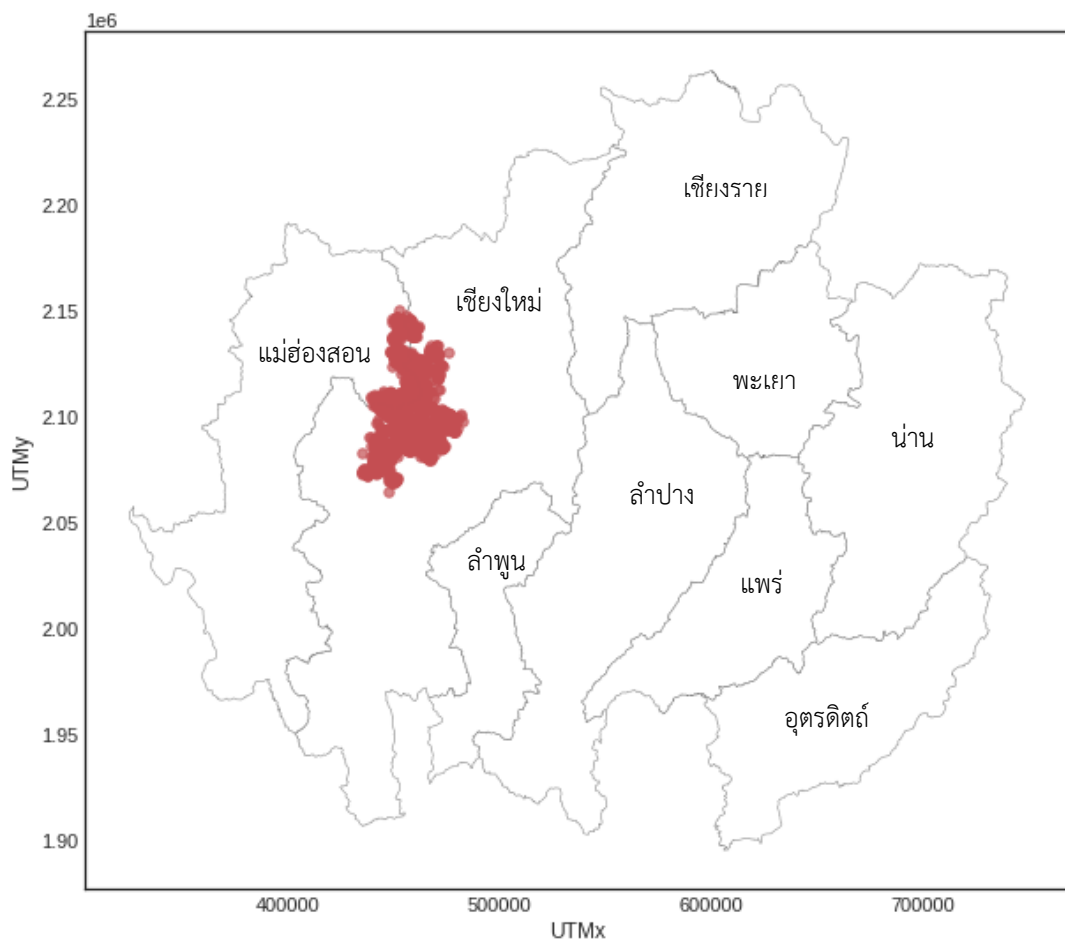 1e6
2.25
2.20
2.15
2.10
2.05
2.00
1.95
1.90
UTMy
เชียงราย
เชียงใหม่
แม่ฮ่องสอน
พะเยา
น่าน
ลำปาง
ลำพูน
แพร่
อุตรดิตถ์
400000 500000 600000 700000
UTMx